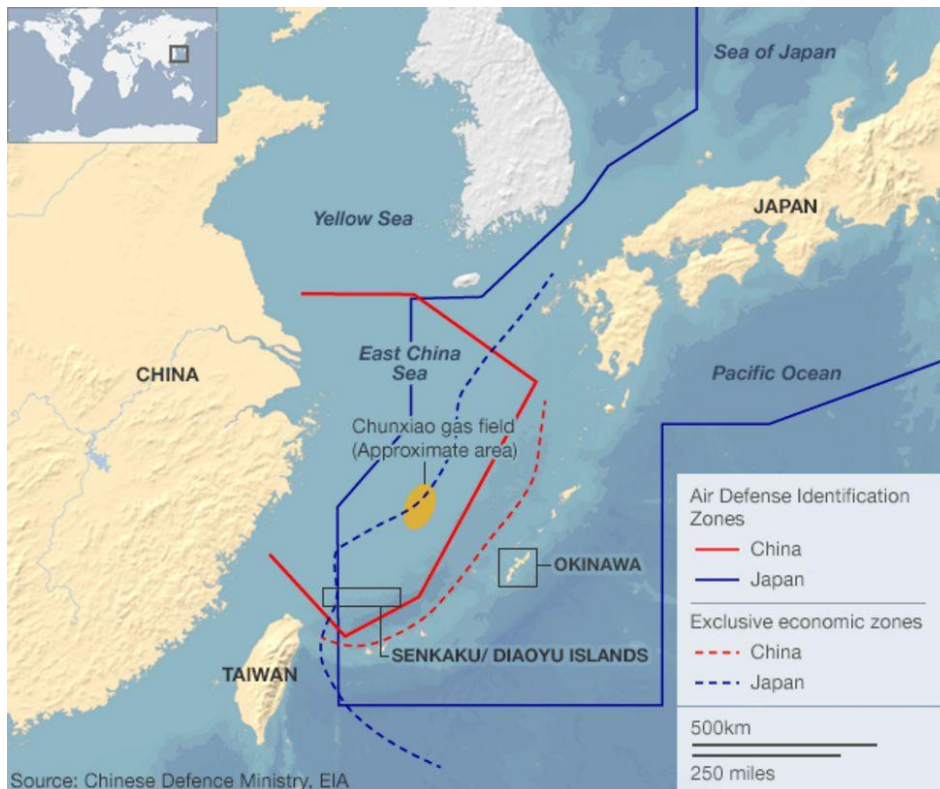 Sea of Japan
Yellow Sea
JAPAN
East China
Sea
CHINA
Pacific Ocean
Chunxiao gas field
(Approximate area)
OKINAWA
SENKAKU/ DIAOYU ISLANDS
TAIWAN
Air Defense Identification
Zones
China
Japan
Exclusive economic zones
China
Japan
500km
250 miles
Source: Chinese Defence Ministry, EIA